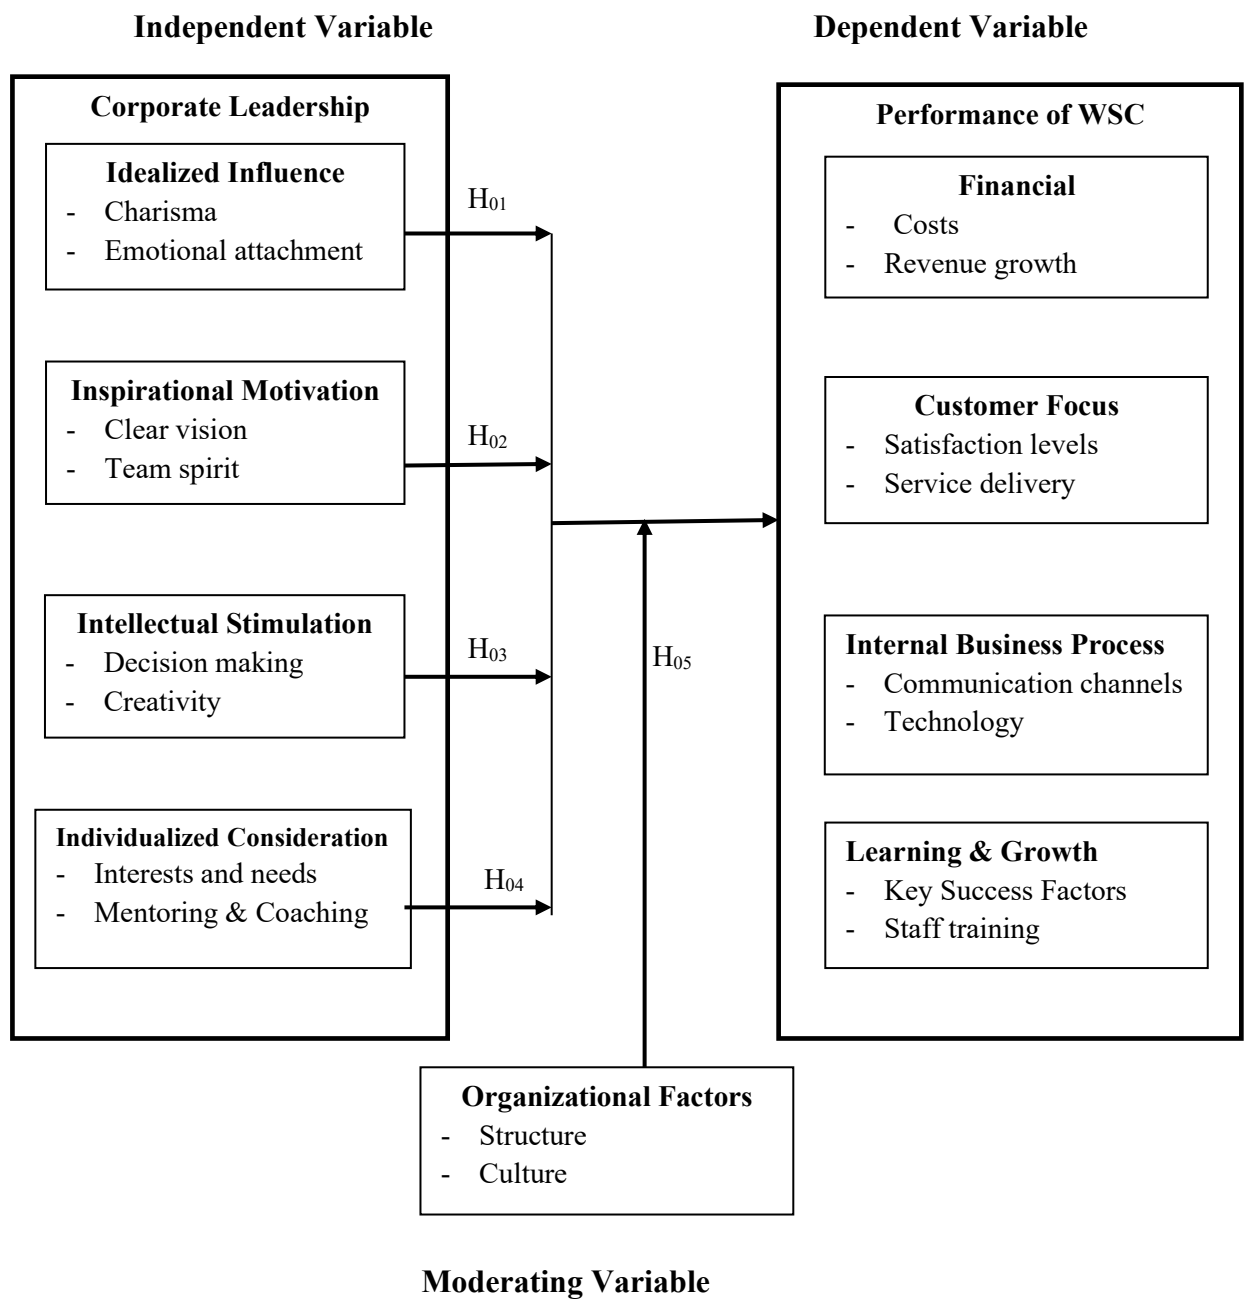 Independent Variable
Dependent Variable
Corporate Leadership
Idealized Influence
- Charisma
- Emotional attachment
Inspirational Motivation
- Clear vision
- Team spirit
Intellectual Stimulation
- Decision making
- Creativity
Individualized Consideration
- Interests and needs
- Mentoring & Coaching
H01
H02
H03
H04
H05
Performance of WSC
Financial
- Costs
- Revenue growth
Customer Focus
- Satisfaction levels
- Service delivery
Internal Business Process
- Communication channels
- Technology
Learning & Growth
- Key Success Factors
- Staff training
Organizational Factors
- Structure
- Culture
Moderating Variable